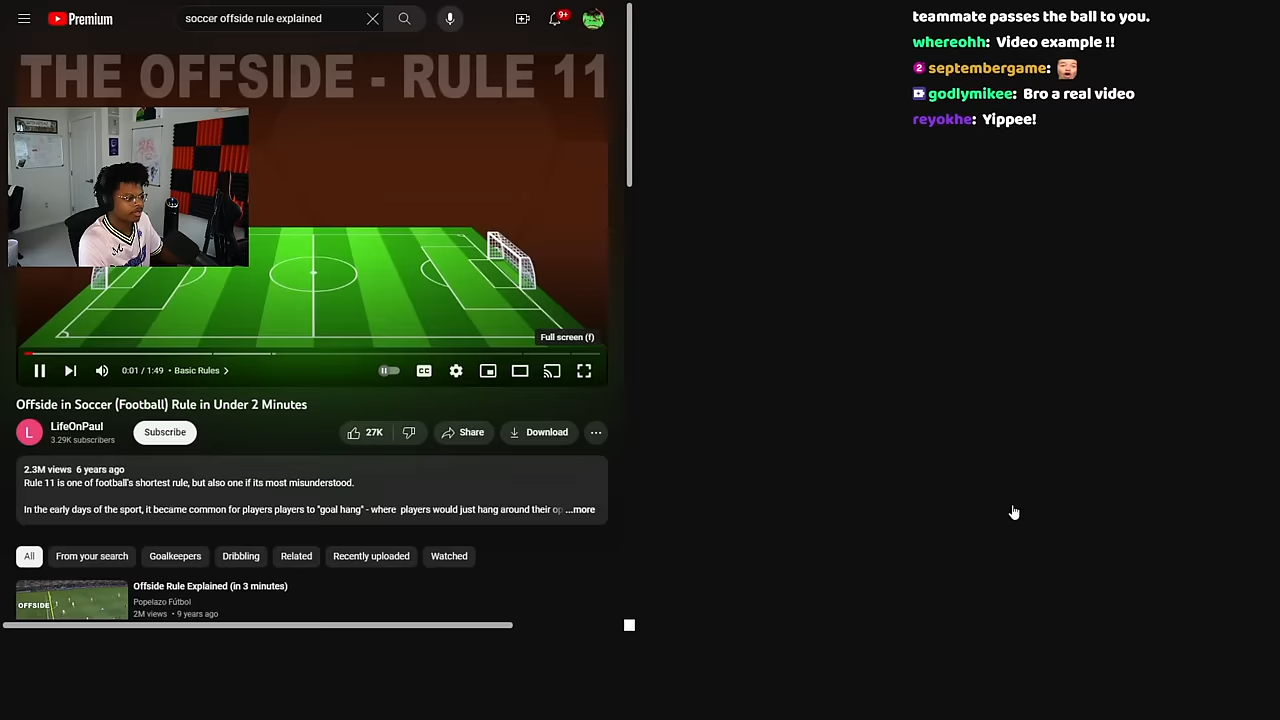 Premium
soccer offside rule explained
9+
THE OFFSIDE - RULE 11
Full screen (f)
0:01 / 1:49 • Basic Rules
CC
Offside in Soccer (Football) Rule in Under 2 Minutes
L
LifeOnPaul
3.29K subscribers
Subscribe
27K
Share
Download
2.3M views 6 years ago
Rule 11 is one of football's shortest rule, but also one if its most misunderstood.
In the early days of the sport, it became common for players players to "goal hang" - where players would just hang around their op ...more
All
From your search
Goalkeepers
Dribbling
Related
Recently uploaded
Watched
OFFSIDE
Offside Rule Explained (in 3 minutes)
Popelazo Fútbol
2M views • 9 years ago
teammate passes the ball to you.
whereohh: Video example !!
2 septembergame:
godlymikee: Bro a real video
reyokhe: Yippee!